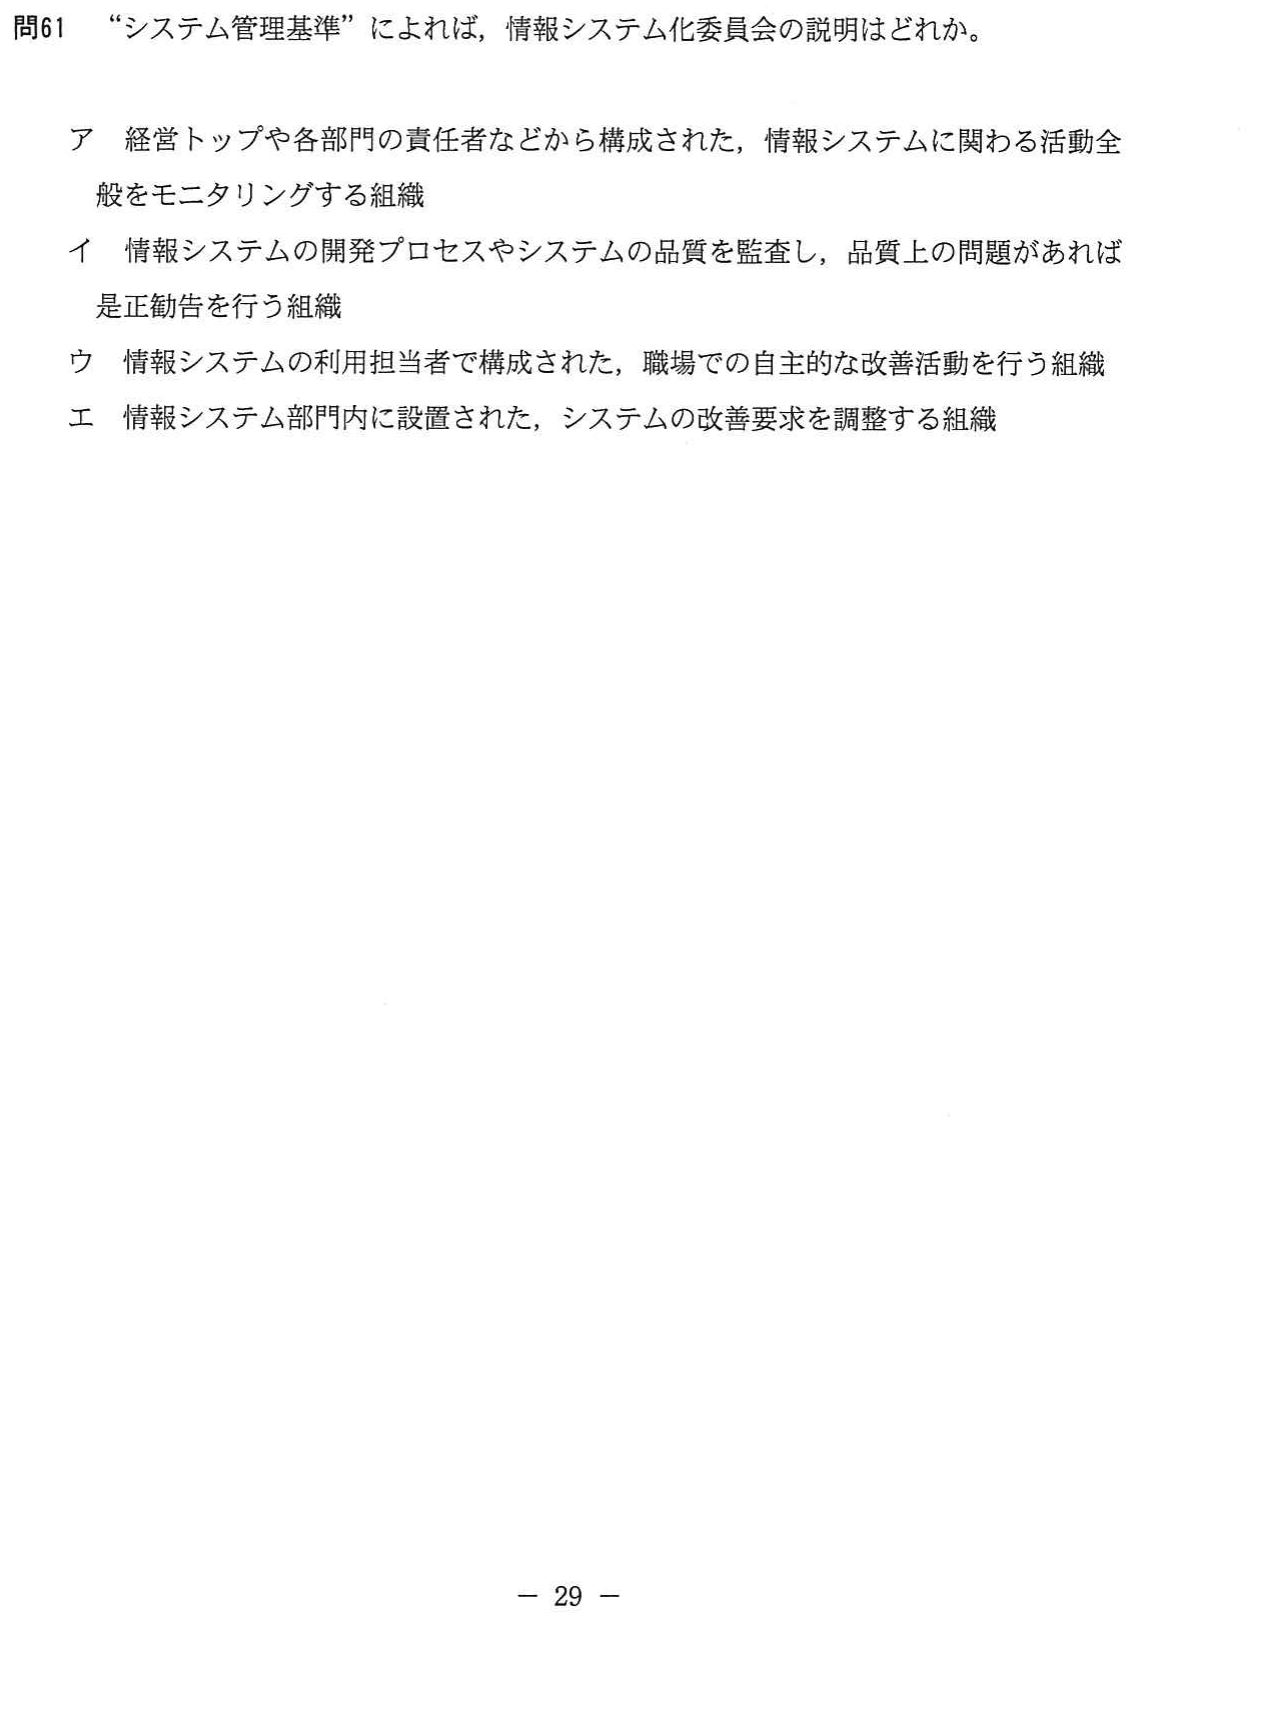 問61 “システム管理基準”によれば，情報システム化委員会の説明はどれか。
ア 経営トップや各部門の責任者などから構成された，情報システムに関わる活動全
般をモニタリングする組織
イ 情報システムの開発プロセスやシステムの品質を監査し，品質上の問題があれば
是正勧告を行う組織
ウ 情報システムの利用担当者で構成された，職場での自主的な改善活動を行う組織
エ 情報システム部門内に設置された，システムの改善要求を調整する組織
－ 29 －